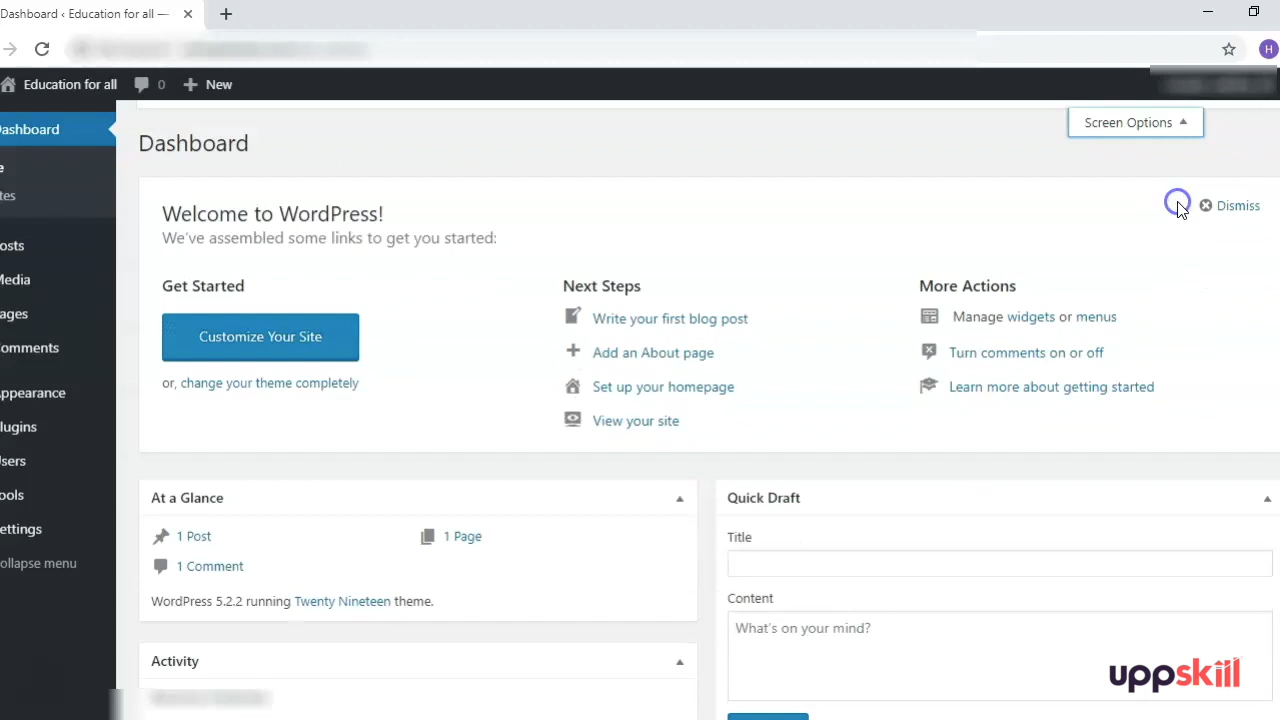 Dashboard ‹ Education for all —
H
Education for all 0 New
Dashboard
Screen Options
Dashboard
Welcome to WordPress!
Dismiss
We've assembled some links to get you started:
Get Started
Customize Your Site
or, change your theme completely
Next Steps
Write your first blog post
Add an About page
Set up your homepage
View your site
More Actions
Manage widgets or menus
Turn comments on or off
Learn more about getting started
osts
Media
ages
omments
ppearance
lugins
sers
ools
ettings
ollapse menu
At a Glance
1 Post
1 Page
1 Comment
WordPress 5.2.2 running Twenty Nineteen theme.
Activity
Quick Draft
Title
Content
What's on your mind?
uppskill